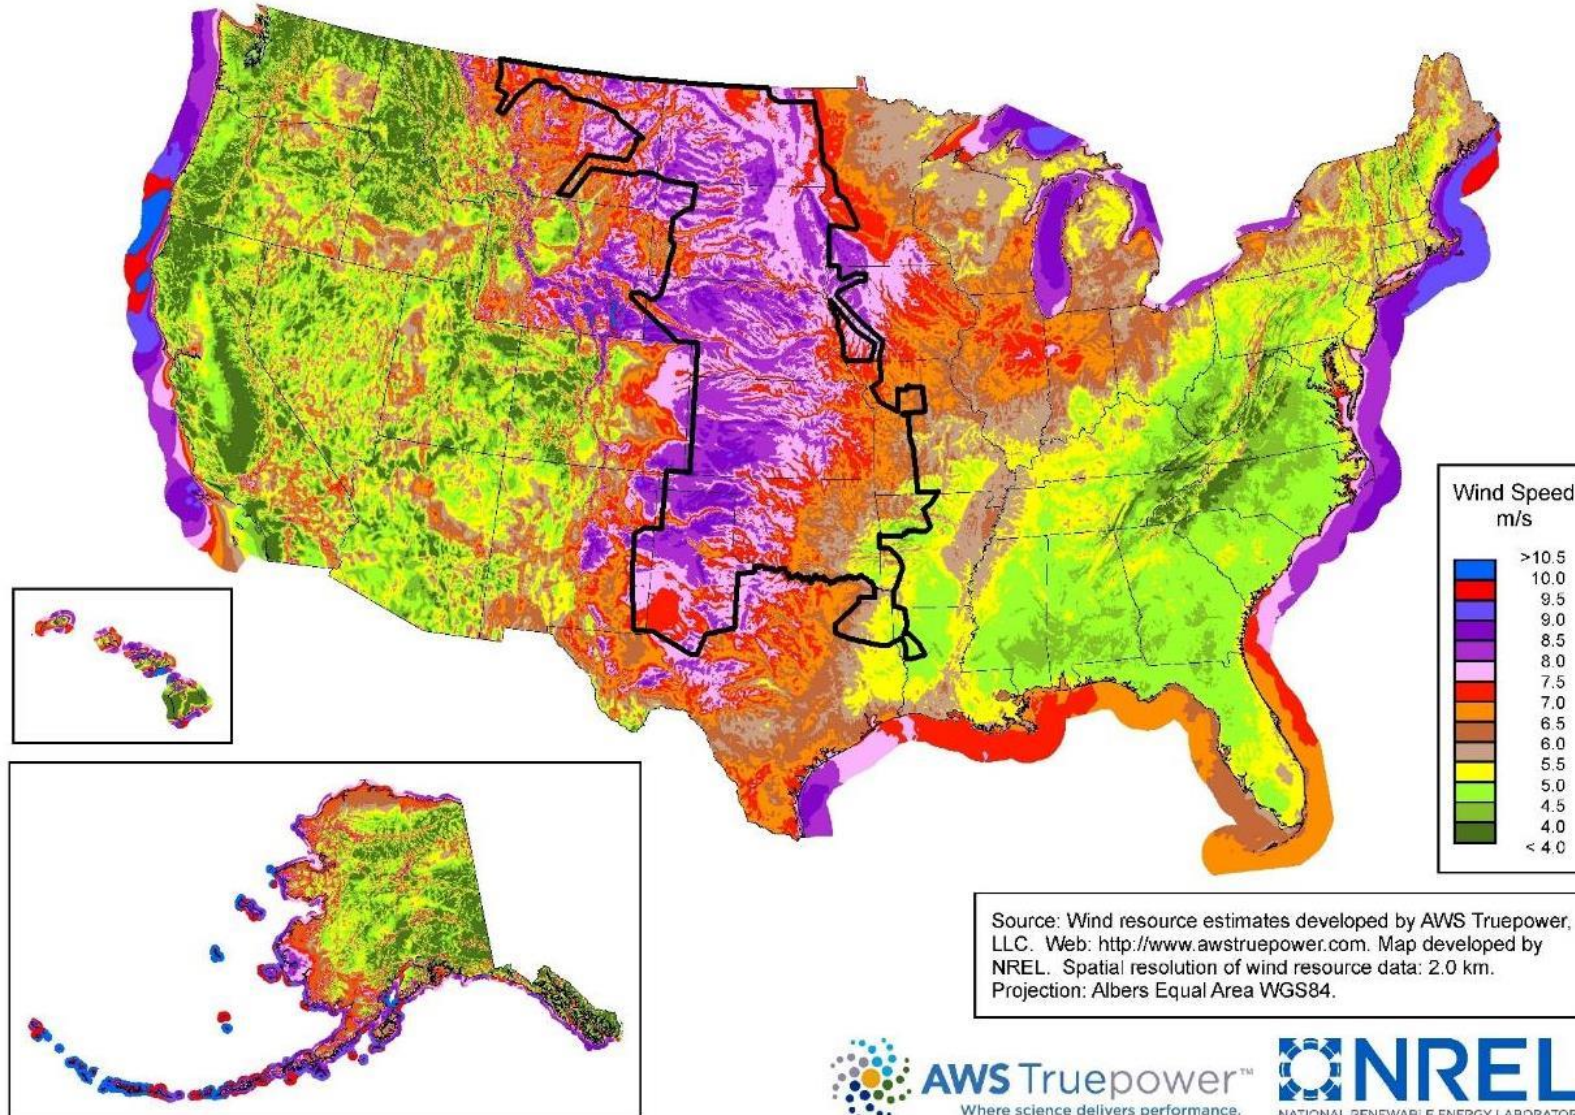 Wind Speed
m/s
>10.5
10.0
9.5
9.0
8.5
8.0
7.5
7.0
6.5
6.0
5.5
5.0
4.5
4.0
< 4.0
Source: Wind resource estimates developed by AWS Truepower,
LLC. Web: http://www.awstruepower.com. Map developed by
NREL. Spatial resolution of wind resource data: 2.0 km.
Projection: Albers Equal Area WGS84.
AWS Truepower™
Where science delivers performance.
NREL
NATIONAL RENEWABLE ENERGY LABORATOR